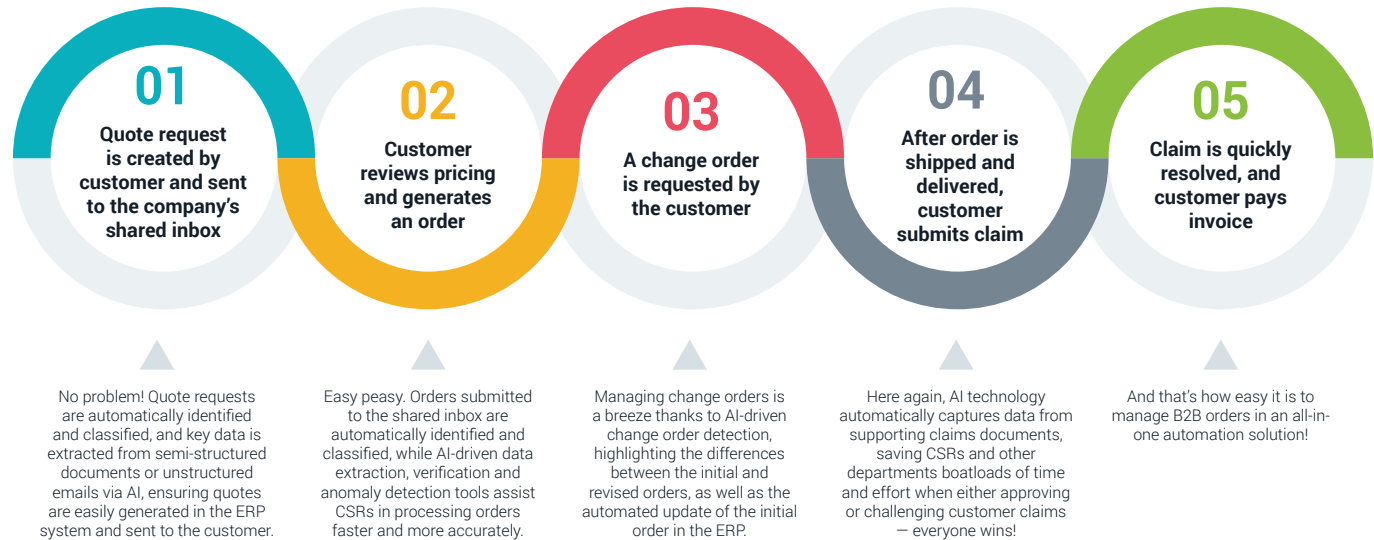 01
Quote request
is created by
customer and sent
to the company's
shared inbox
02
Customer
reviews pricing
and generates
an order
03
A change order
is requested by
the customer
04
After order is
shipped and
delivered,
customer
submits claim
05
Claim is quickly
resolved, and
customer pays
invoice
No problem! Quote requests
are automatically identified
and classified, and key data is
extracted from semi-structured
documents or unstructured
emails via AI, ensuring quotes
are easily generated in the ERP
system and sent to the customer.
Easy peasy. Orders submitted
to the shared inbox are
automatically identified and
classified, while AI-driven data
extraction, verification and
anomaly detection tools assist
CSRs in processing orders
faster and more accurately.
Managing change orders is
a breeze thanks to AI-driven
change order detection,
highlighting the differences
between the initial and
revised orders, as well as the
automated update of the initial
order in the ERP.
Here again, AI technology
automatically captures data from
supporting claims documents,
saving CSRs and other
departments boatloads of time
and effort when either approving
or challenging customer claims
— everyone wins!
And that's how easy it is to
manage B2B orders in an all-in-
one automation solution!